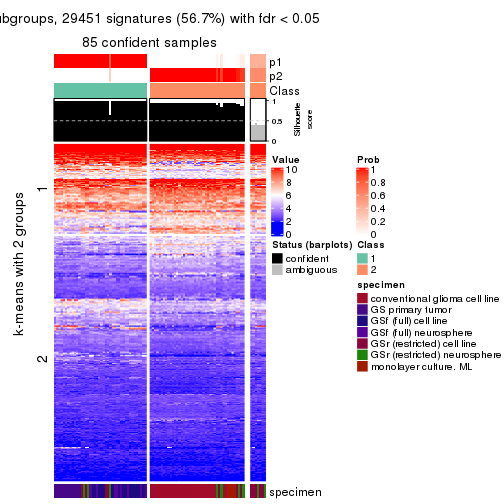 ubgroups, 29451 signatures (56.7%) with fdr < 0.05
85 confident samples
p1
p2
Class
1
0.5
0
Silhouette
score
k-means with 2 groups
1
2
Value
10
8
6
4
2
0
Prob
1
0.8
0.6
0.4
0.2
0
Status (barplots)
confident
ambiguous
Class
1
2
specimen
conventional glioma cell line
GS primary tumor
GSf (full) cell line
GSf (full) neurosphere
GSr (restricted) cell line
GSr (restricted) neurosphere
monolayer culture. ML
specimen